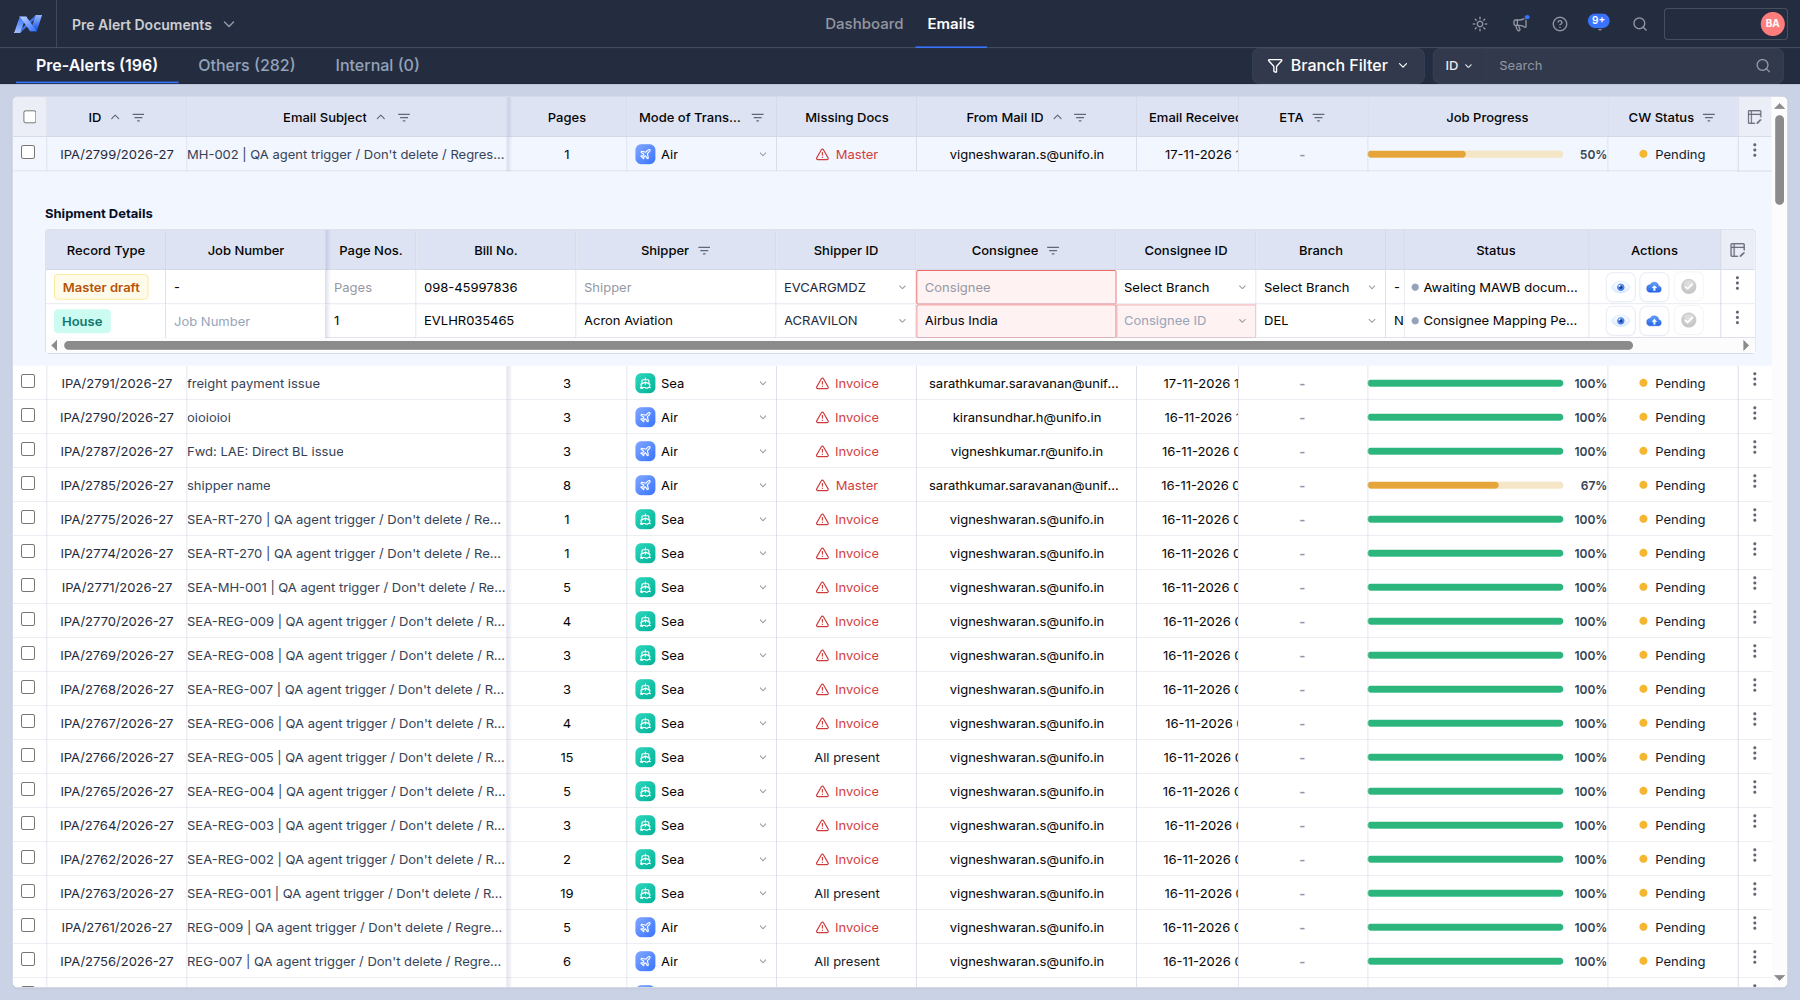 Pre Alert Documents
Dashboard
Emails
9+
BA
Pre-Alerts (196)
Others (282)
Internal (0)
Branch Filter
ID
Search
ID Email Subject Pages Mode of Trans... Missing Docs From Mail ID Email Received ETA Job Progress CW Status
IPA/2799/2026-27 MH-002 | QA agent trigger / Don't delete / Regres... 1 Air Master vigneshwaran.s@unifo.in 17-11-2026 - 50% Pending
Shipment Details
Record Type Job Number Page Nos. Bill No. Shipper Shipper ID Consignee Consignee ID Branch Status Actions
Master draft - Pages 098-45997836 Shipper EVCARGMDZ Consignee Select Branch Select Branch - Awaiting MAWB docum...
House Job Number 1 EVLHR035465 Acron Aviation ACRAVILON Airbus India Consignee ID DEL N Consignee Mapping Pe...
IPA/2791/2026-27 freight payment issue 3 Sea Invoice sarathkumar.saravanan@unif... 17-11-2026 1 - 100% Pending
IPA/2790/2026-27 oioioioi 3 Air Invoice kiransundhar.h@unifo.in 16-11-2026 - 100% Pending
IPA/2787/2026-27 Fwd: LAE: Direct BL issue 3 Air Invoice vigneshkumar.r@unifo.in 16-11-2026 - 100% Pending
IPA/2785/2026-27 shipper name 8 Air Master sarathkumar.saravanan@unif... 16-11-2026 - 67% Pending
IPA/2775/2026-27 SEA-RT-270 | QA agent trigger / Don't delete / Re... 1 Sea Invoice vigneshwaran.s@unifo.in 16-11-2026 - 100% Pending
IPA/2774/2026-27 SEA-RT-270 | QA agent trigger / Don't delete / Re... 1 Sea Invoice vigneshwaran.s@unifo.in 16-11-2026 - 100% Pending
IPA/2771/2026-27 SEA-MH-001 | QA agent trigger / Don't delete / Re... 5 Sea Invoice vigneshwaran.s@unifo.in 16-11-2026 - 100% Pending
IPA/2770/2026-27 SEA-REG-009 | QA agent trigger / Don't delete / R... 4 Sea Invoice vigneshwaran.s@unifo.in 16-11-2026 - 100% Pending
IPA/2769/2026-27 SEA-REG-008 | QA agent trigger / Don't delete / R... 3 Sea Invoice vigneshwaran.s@unifo.in 16-11-2026 - 100% Pending
IPA/2768/2026-27 SEA-REG-007 | QA agent trigger / Don't delete / R... 3 Sea Invoice vigneshwaran.s@unifo.in 16-11-2026 - 100% Pending
IPA/2767/2026-27 SEA-REG-006 | QA agent trigger / Don't delete / R... 4 Sea Invoice vigneshwaran.s@unifo.in 16-11-2026 - 100% Pending
IPA/2766/2026-27 SEA-REG-005 | QA agent trigger / Don't delete / R... 15 Sea All present vigneshwaran.s@unifo.in 16-11-2026 - 100% Pending
IPA/2765/2026-27 SEA-REG-004 | QA agent trigger / Don't delete / R... 5 Sea Invoice vigneshwaran.s@unifo.in 16-11-2026 - 100% Pending
IPA/2764/2026-27 SEA-REG-003 | QA agent trigger / Don't delete / R... 3 Sea Invoice vigneshwaran.s@unifo.in 16-11-2026 - 100% Pending
IPA/2762/2026-27 SEA-REG-002 | QA agent trigger / Don't delete / R... 2 Sea Invoice vigneshwaran.s@unifo.in 16-11-2026 - 100% Pending
IPA/2763/2026-27 SEA-REG-001 | QA agent trigger / Don't delete / R... 19 Sea All present vigneshwaran.s@unifo.in 16-11-2026 - 100% Pending
IPA/2761/2026-27 REG-009 | QA agent trigger / Don't delete / Regre... 5 Air Invoice vigneshwaran.s@unifo.in 16-11-2026 - 100% Pending
IPA/2756/2026-27 REG-007 | QA agent trigger / Don't delete / Regre... 6 Air All present vigneshwaran.s@unifo.in 16-11-2026 - 100% Pending